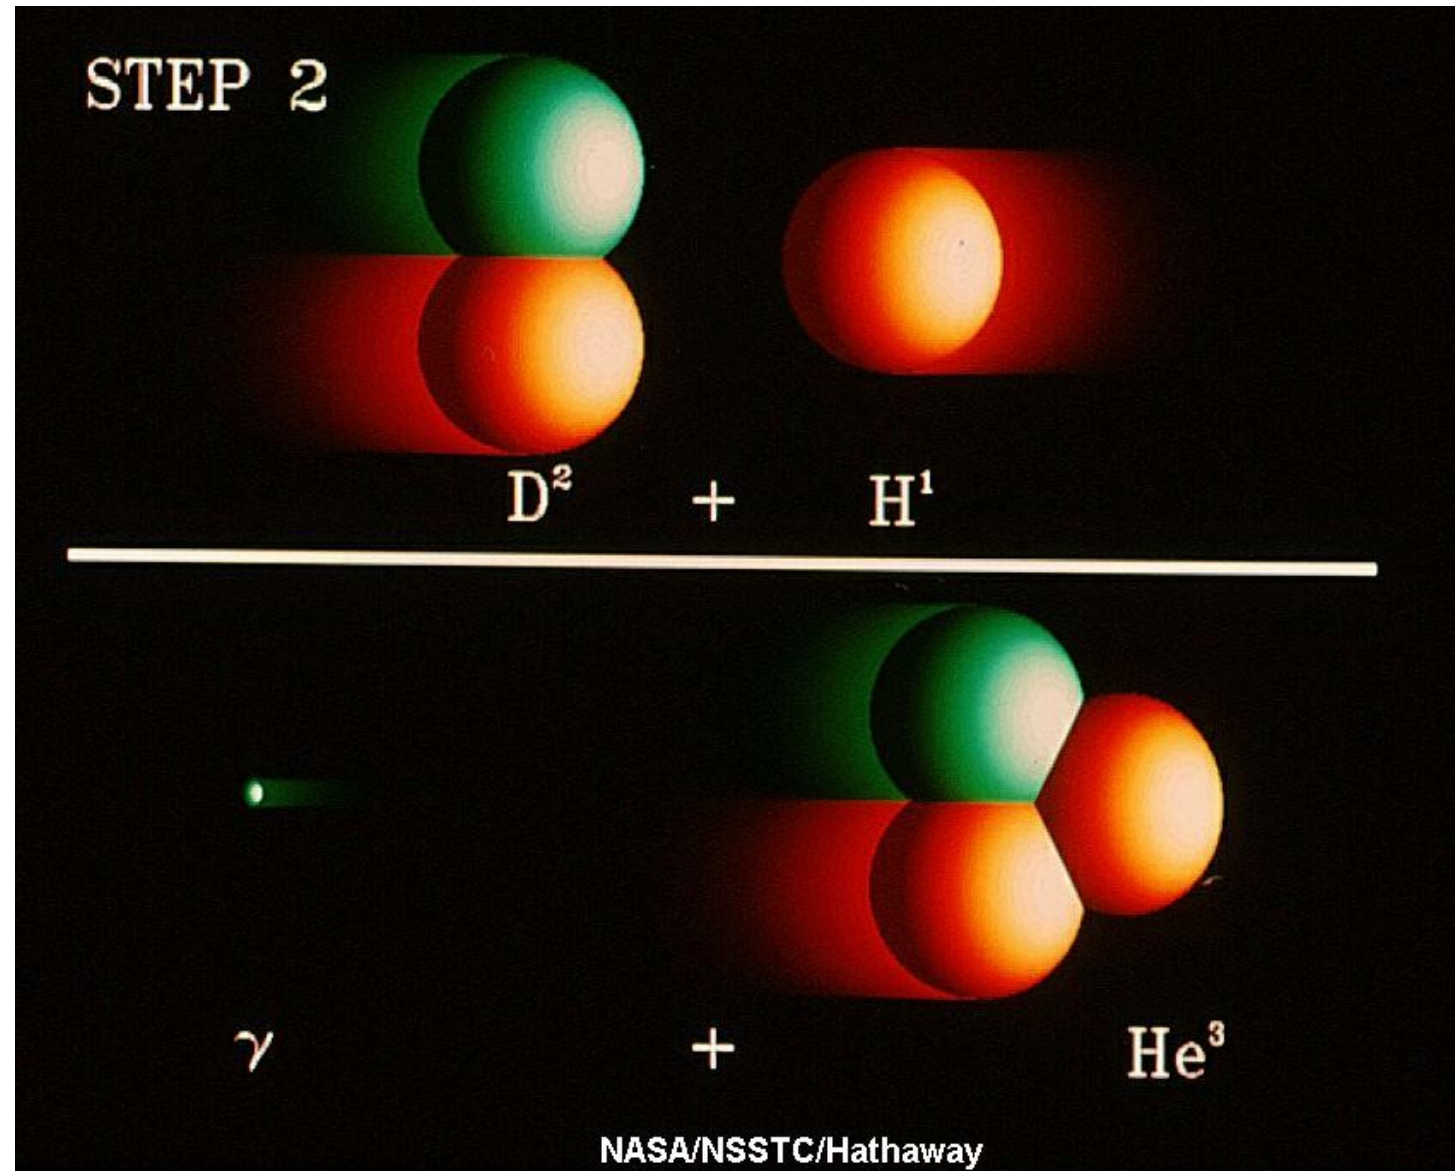 STEP 2
D² + H¹
γ + He³
NASA/NSSTC/Hathaway